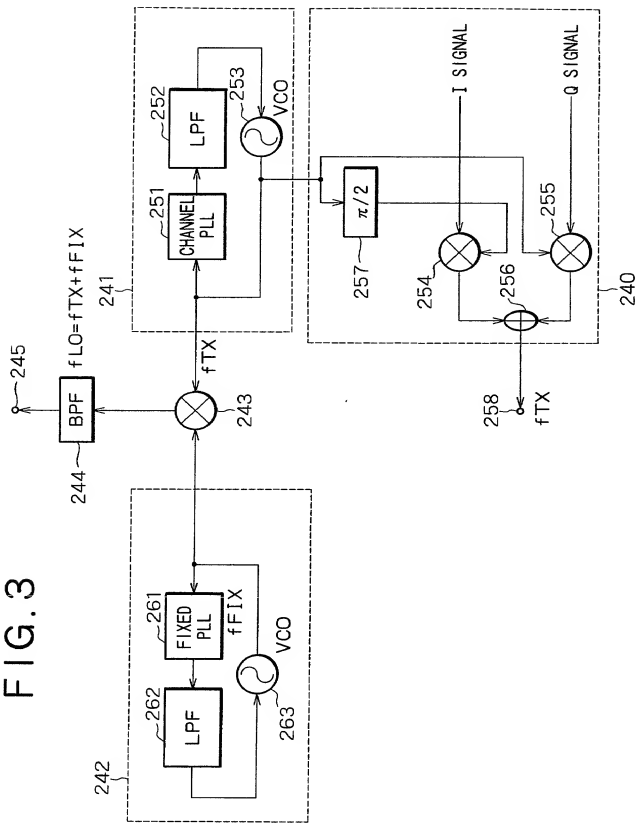 FIG. 3
242
262
LPF
261
FIXED
PLL
fFIX
263
VCO
245
244
BPF
fLO=fTX+fFIX
243
fTX
241
251
CHANNEL
PLL
252
LPF
253
VCO
257
π/2
I SIGNAL
254
Q SIGNAL
255
256
240
258
fTX